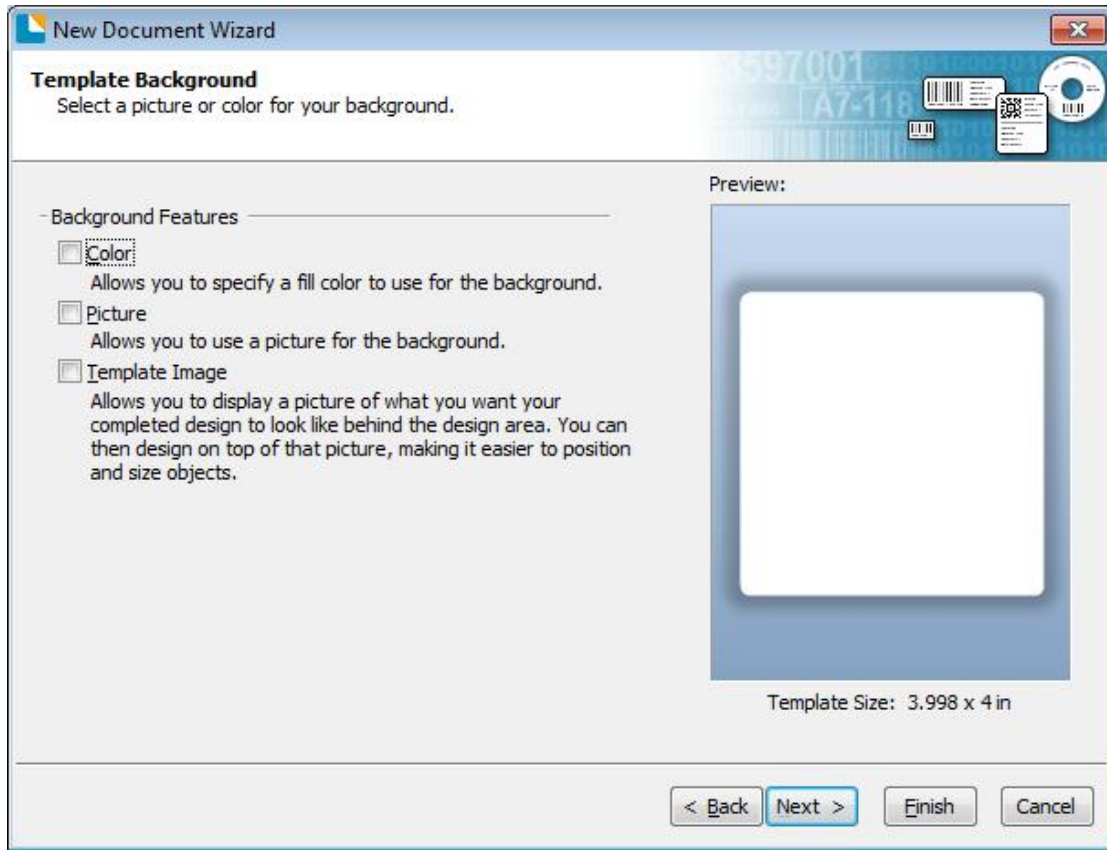 New Document Wizard
Template Background
Select a picture or color for your background.
3597001
A7-118
Preview:
Background Features
Color
Allows you to specify a fill color to use for the background.
Picture
Allows you to use a picture for the background.
Template Image
Allows you to display a picture of what you want your
completed design to look like behind the design area. You can
then design on top of that picture, making it easier to position
and size objects.
Template Size: 3.998 x 4 in
< Back
Next >
Finish
Cancel